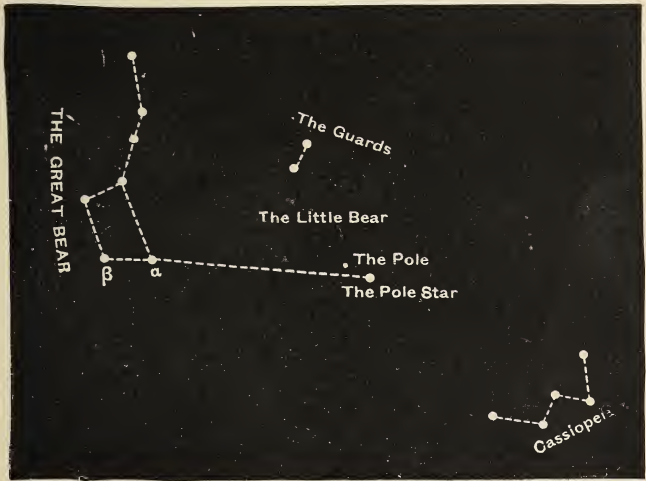 THE GREAT BEAR
The Guards
The Little Bear
The Pole
The Pole Star
β
α
Cassiopeia